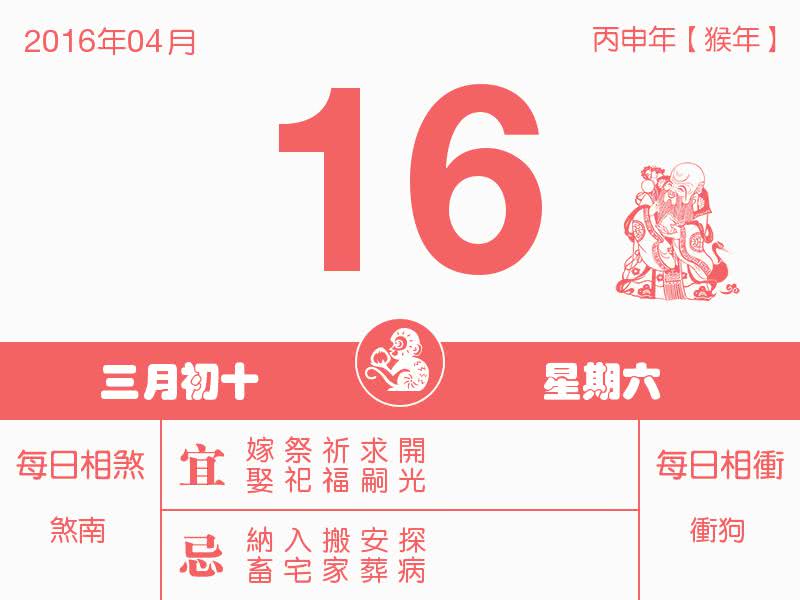 2016年04月
丙申年【猴年】
16
三月初十
星期六
每日相煞
煞南
宜
嫁娶 祭祀 祈福 求嗣 開光
忌
納畜 入宅 搬家 安葬 探病
每日相衝
衝狗